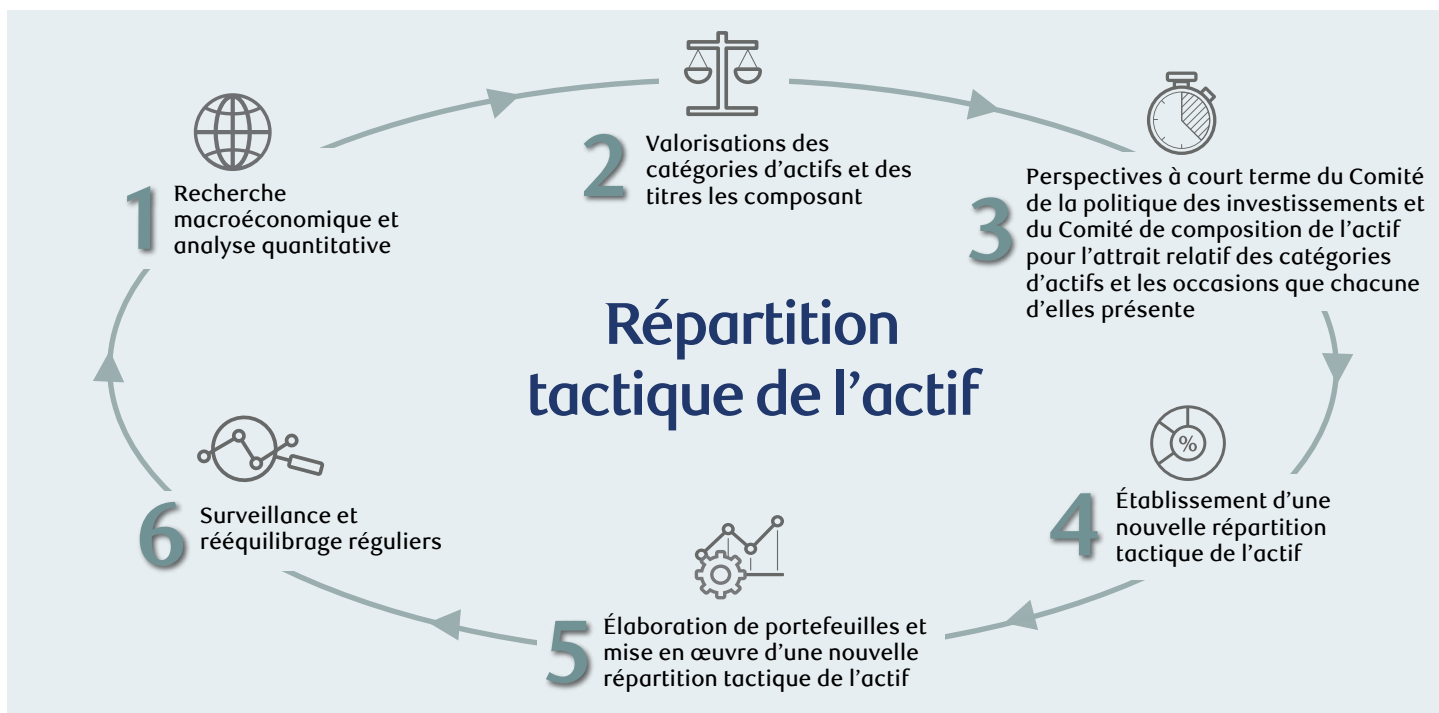 1
Recherche
macroéconomique et
analyse quantitative
2
Valorisations des
catégories d'actifs et des
titres les composant
3
Perspectives à court terme du Comité
de la politique des investissements et
du Comité de composition de l'actif
pour l'attrait relatif des catégories
d'actifs et les occasions que chacune
d'elles présente
Répartition
tactique de l'actif
%
4
Établissement d'une
nouvelle répartition
tactique de l'actif
5
Élaboration de portefeuilles et
mise en œuvre d'une nouvelle
répartition tactique de l'actif
6
Surveillance et
rééquilibrage réguliers